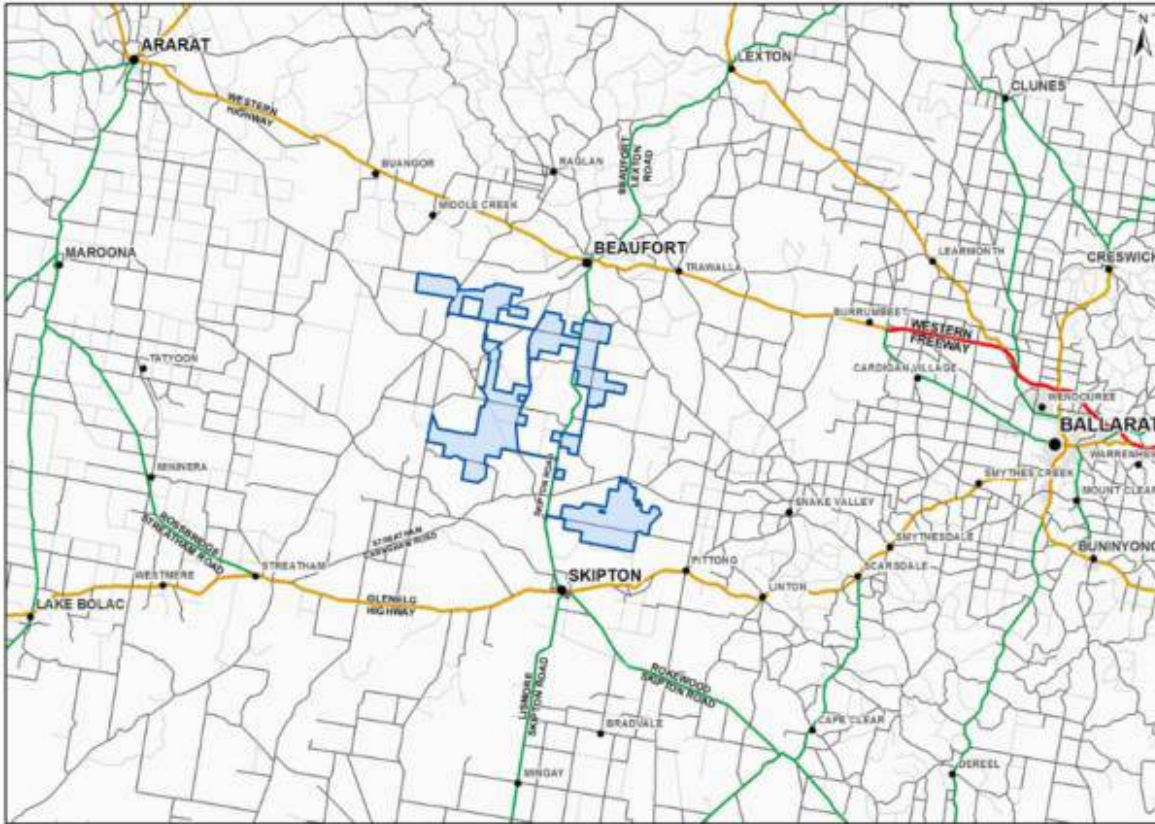 N
ARARAT
LEXTON
CLUNES
WESTERN
HIGHWAY
BUANGOR
RAGLAN
BEAUFORT
LEXTON
ROAD
MIDDLE CREEK
MAROONA
BEAUFORT
TRAWALLA
LEARMONTH
CRESWICK
BURRUMBEET
WESTERN
FREEWAY
TATYOON
CARDIGAN VILLAGE
WENDOUREE
BALLARAT
WARRENHEI
MININERA
SMYTHES CREEK
MOUNT CLEAR
SKIPTON ROAD
SNAKE VALLEY
ROSSBRIDGE
STREATHAM ROAD
STREATHAM
CARNGHAM ROAD
SMYTHESDALE
BUNINYONG
WESTMERE
STREATHAM
SKIPTON
PITTONG
SCARSDALE
LAKE BOLAC
GLENELG
HIGHWAY
LINTON
LISMORE
SKIPTON ROAD
ROKEWOOD
SKIPTON ROAD
BRADVALE
CAPE CLEAR
MINGAY
DEREEL